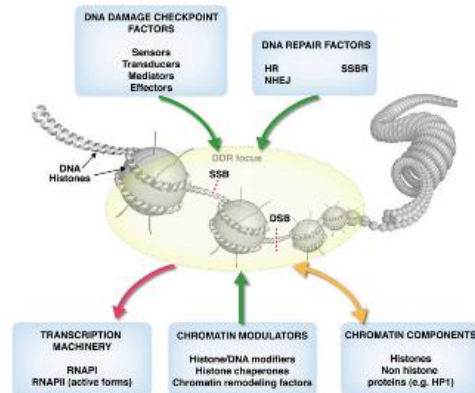 DNA DAMAGE CHECKPOINT
FACTORS
Sensors
Transducers
Mediators
Effectors
DNA REPAIR FACTORS
HR SSBR
NHEJ
DDR focus
SSB
DNA
Histones
DSB
TRANSCRIPTION
MACHINERY
RNAPI
RNAPII (active forms)
CHROMATIN MODULATORS
Histone/DNA modifiers
Histone chaperones
Chromatin remodeling factors
CHROMATIN COMPONENTS
Histones
Non histone
proteins (e.g. HP1)